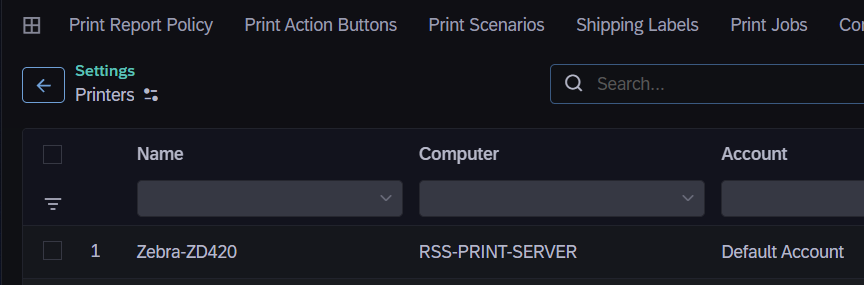 Print Report Policy Print Action Buttons Print Scenarios Shipping Labels Print Jobs
Settings
Printers
Search...
Name Computer Account
1 Zebra-ZD420 RSS-PRINT-SERVER Default Account